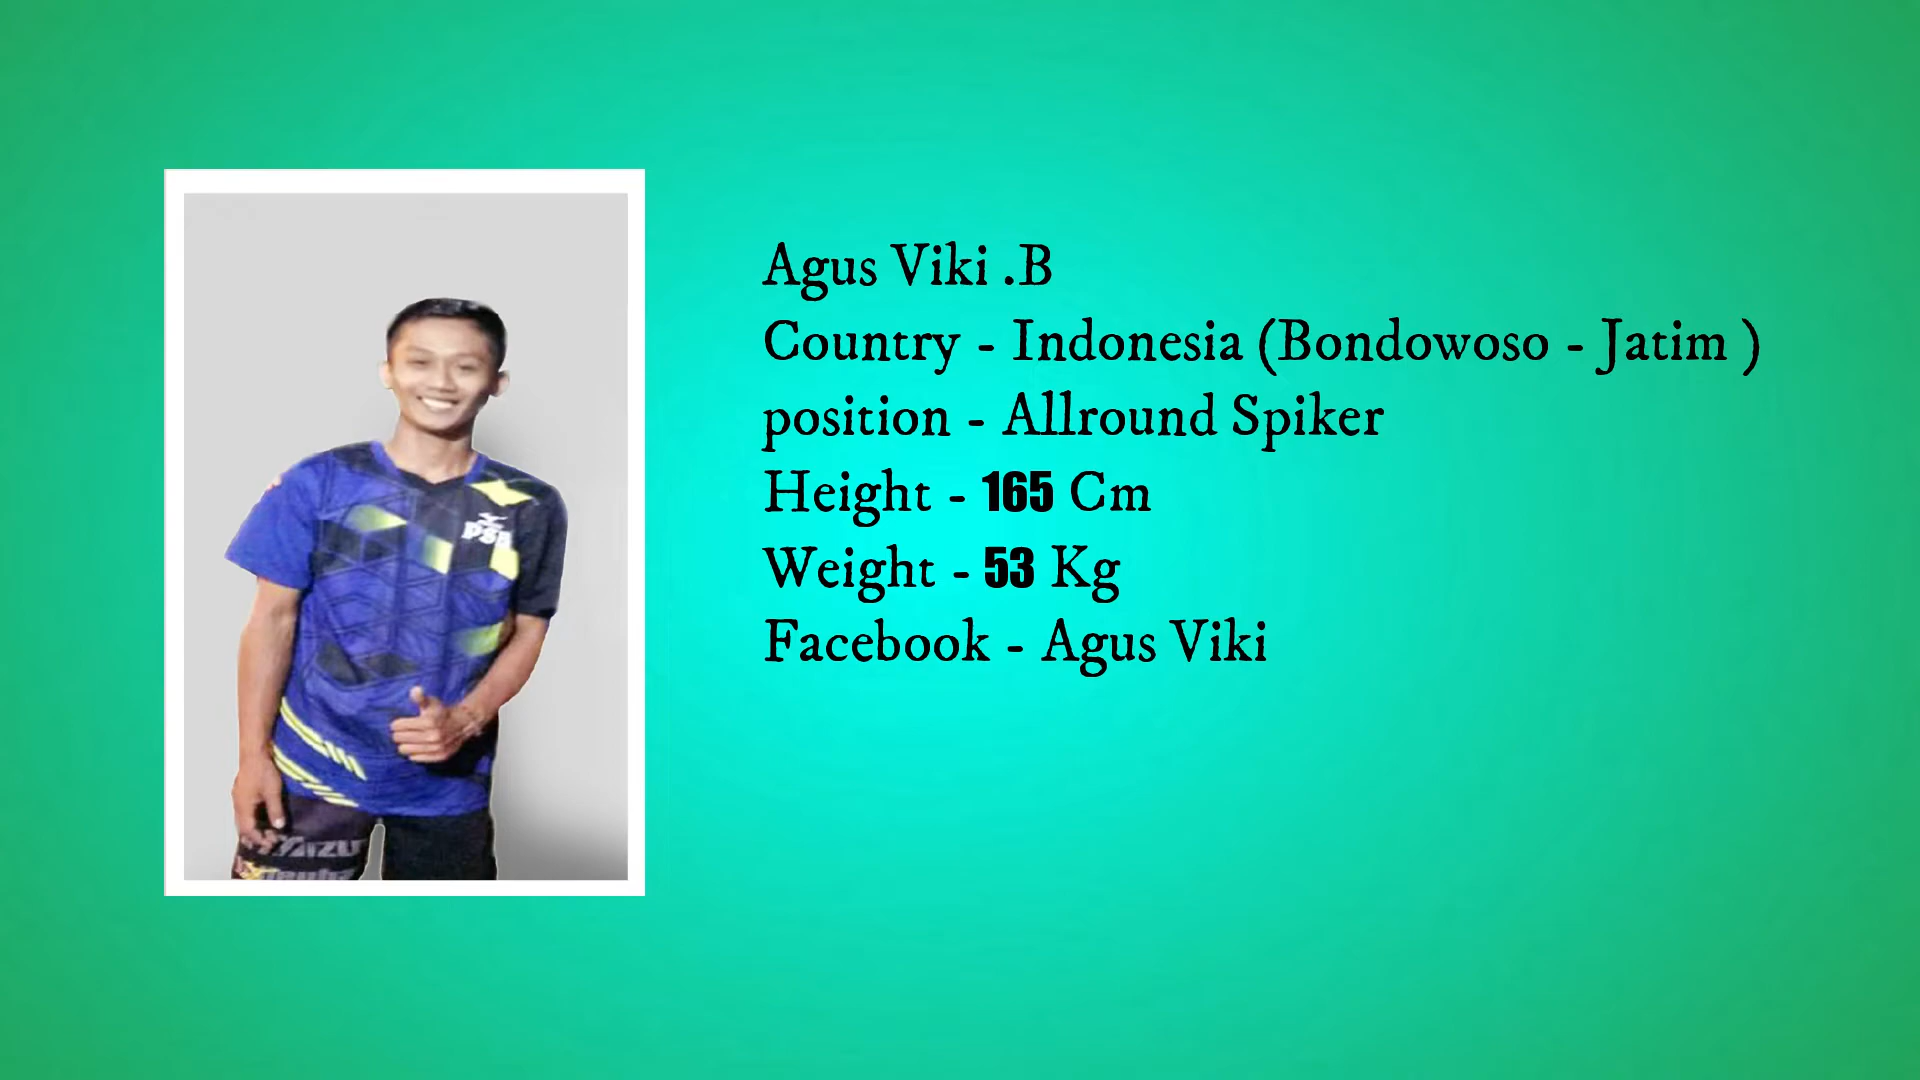 Agus Viki .B
Country - Indonesia (Bondowoso - Jatim )
position - Allround Spiker
Height - 165 Cm
Weight - 53 Kg
Facebook - Agus Viki